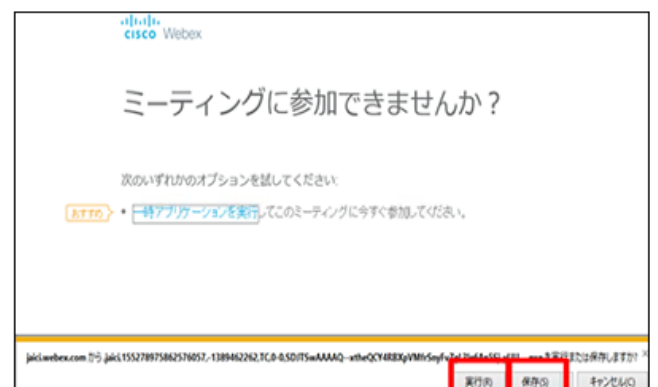 cisco Webex
ミーティングに参加できませんか？
次のいずれかのオプションを試してください:
おすすめ • 一時アプリケーションを実行してこのミーティングに今すぐ参加してください。
jaici.webex.com から を実行または保存しますか? ×
実行(R) 保存(S) キャンセル(C)